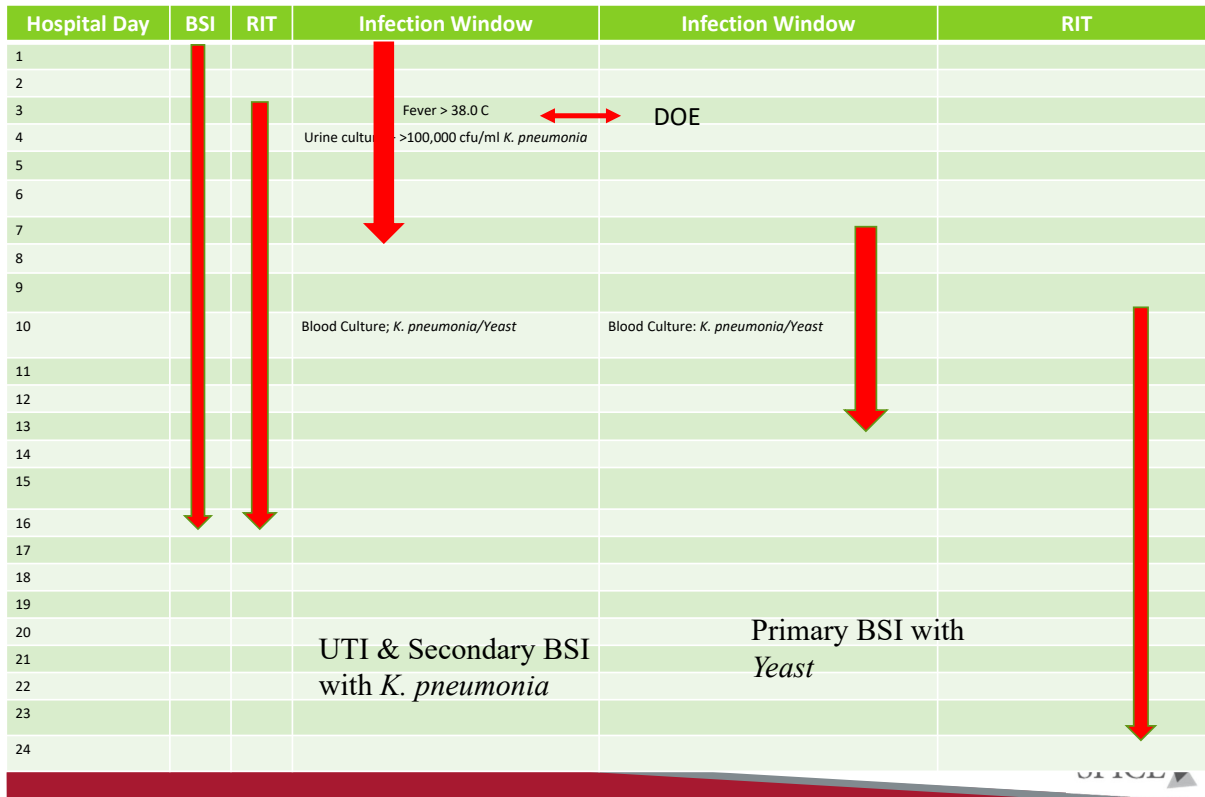 Hospital Day BSI RIT Infection Window Infection Window RIT
1
2
3 Fever > 38.0 C DOE
4 Urine cultur >100,000 cfu/ml K. pneumonia
5
6
7
8
9
10 Blood Culture; K. pneumonia/Yeast Blood Culture: K. pneumonia/Yeast
11
12
13
14
15
16
17
18
19
20
21
22
23
24
UTI & Secondary BSI
with K. pneumonia
Primary BSI with
Yeast